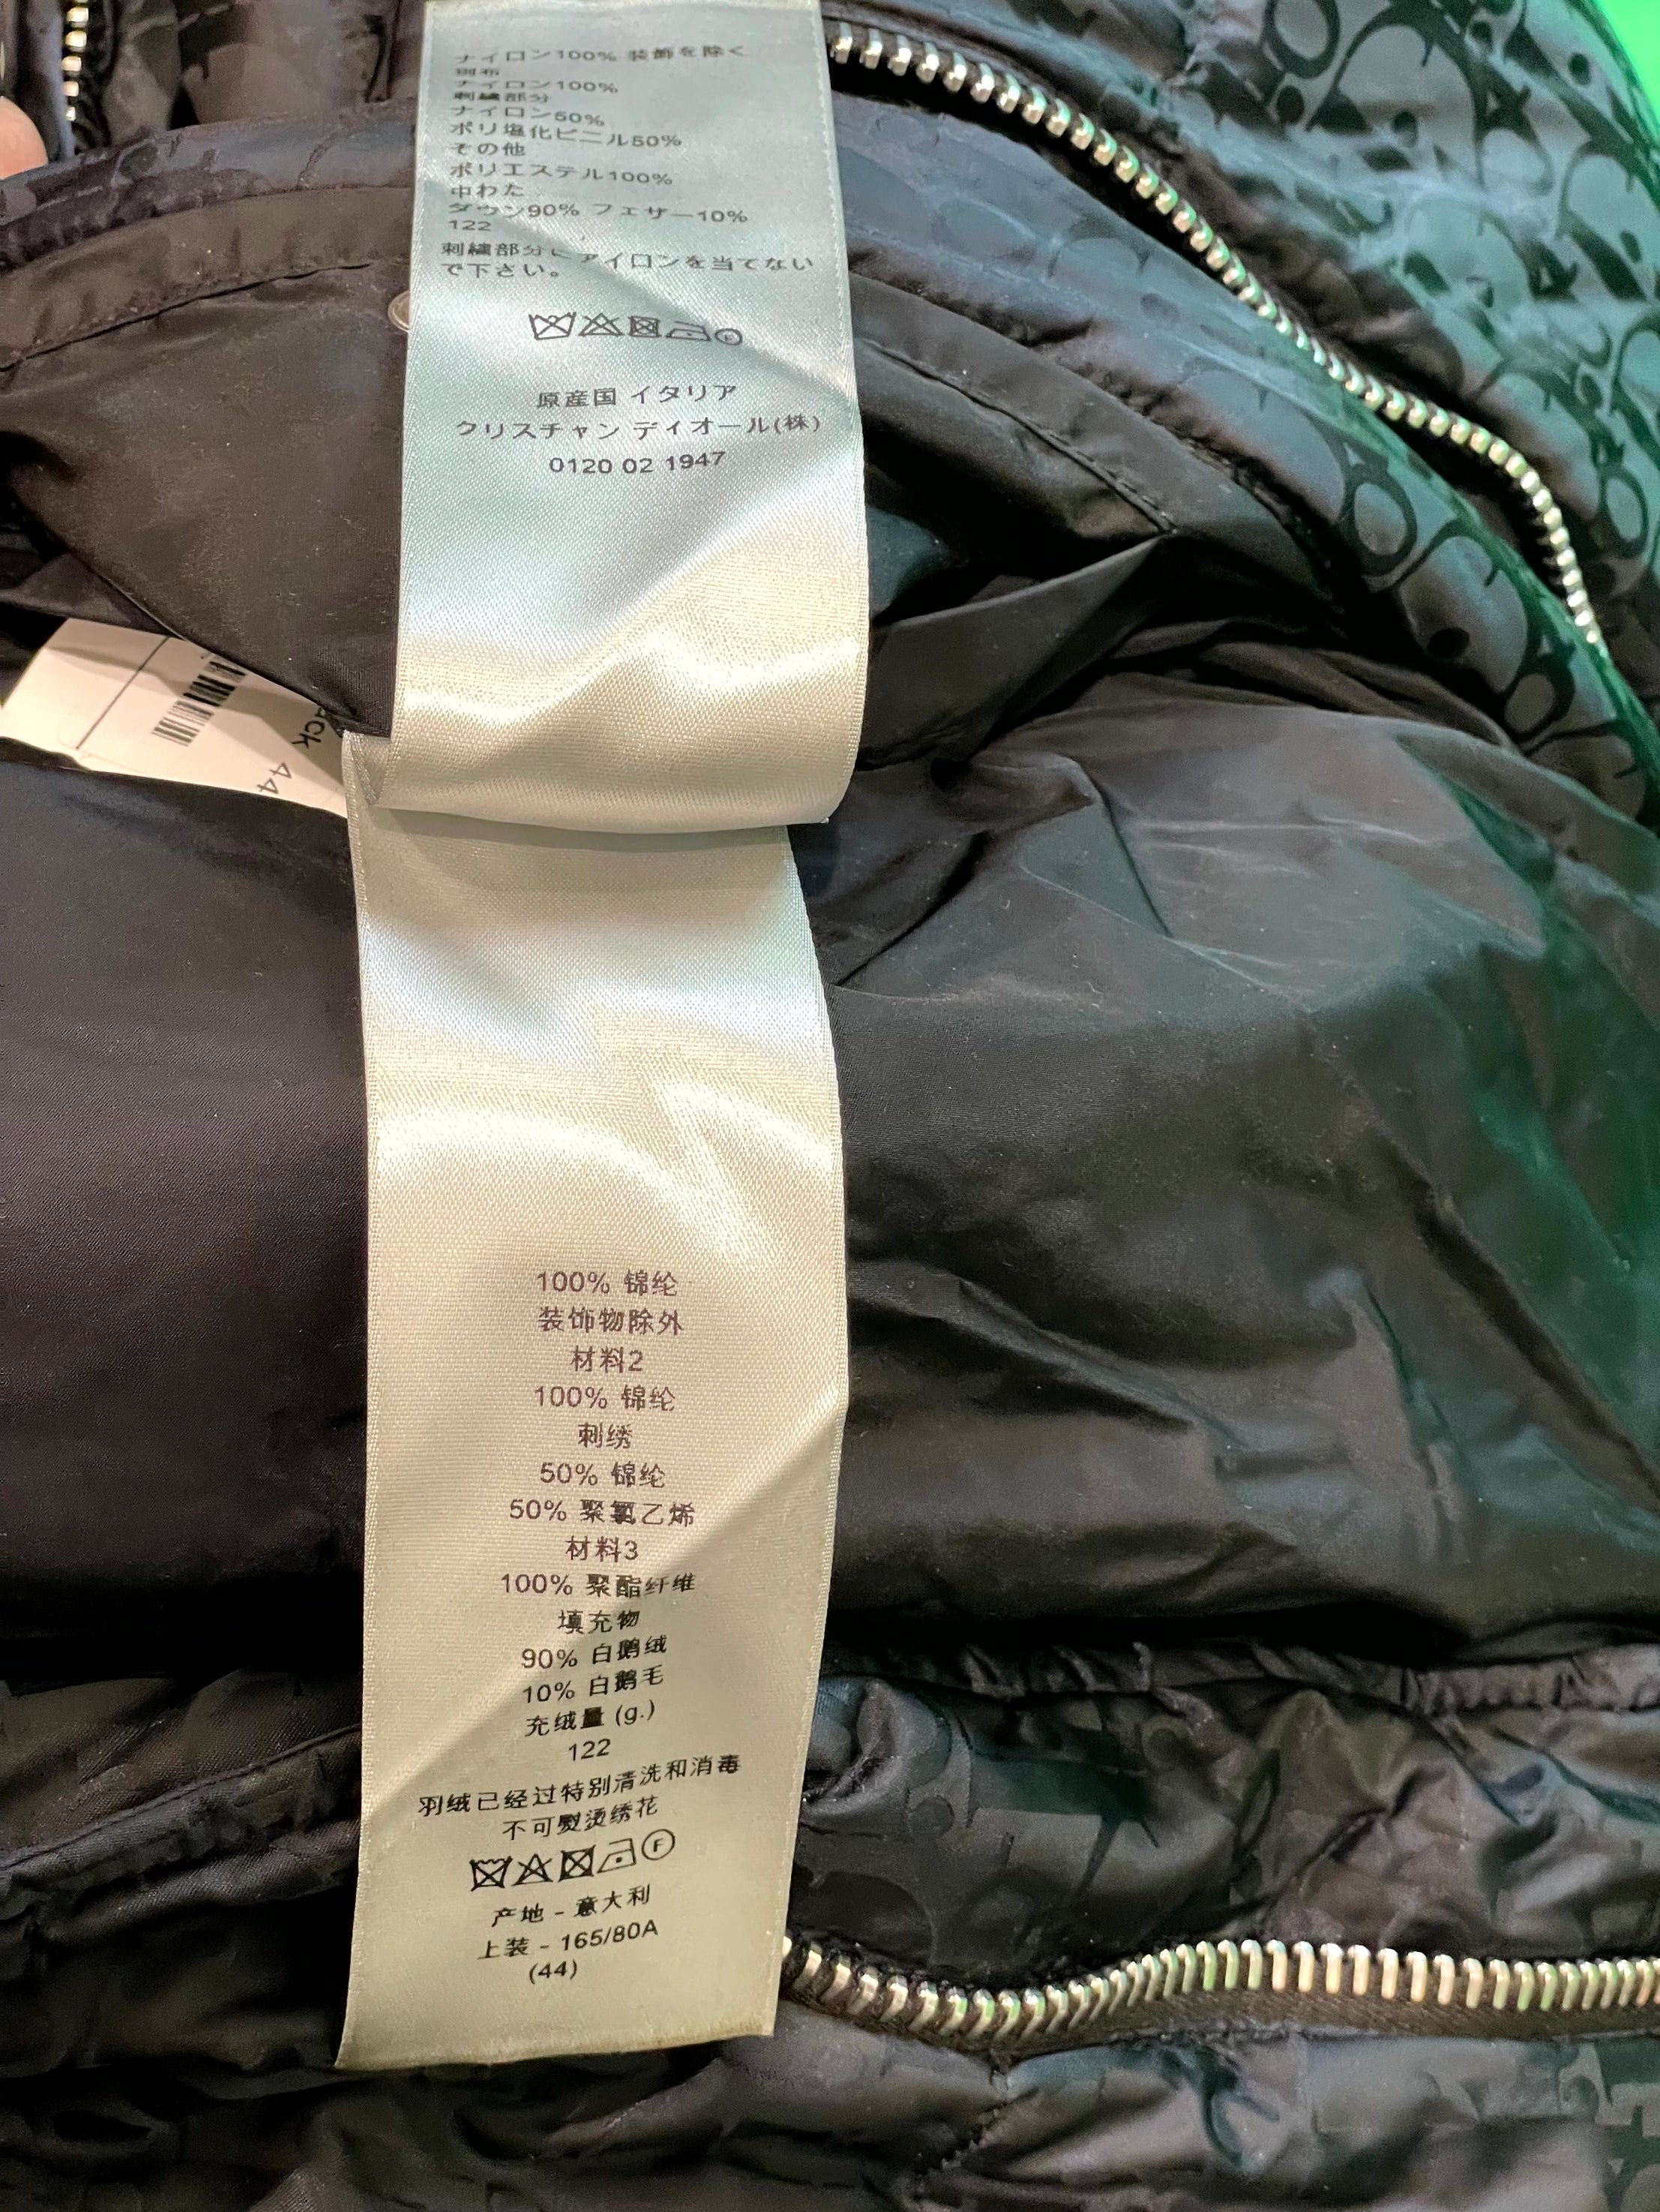 ナイロン100% 装飾を除く
別布
ナイロン100%
刺繍部分
ナイロン50%
ポリ塩化ビニル50%
その他
ポリエステル100%
中わた
ダウン90% フェザー10%
122
刺繍部分にアイロンを当てない
で下さい。
F
原産国 イタリア
クリスチャン ディオール(株)
0120 02 1947
44
100% 锦纶
装饰物除外
材料2
100% 锦纶
刺绣
50% 锦纶
50% 聚氯乙烯
材料3
100% 聚酯纤维
填充物
90% 白鹅绒
10% 白鹅毛
充绒量 (g.)
122
羽绒已经过特别清洗和消毒
不可熨烫绣花
F
产地 - 意大利
上装 - 165/80A
(44)